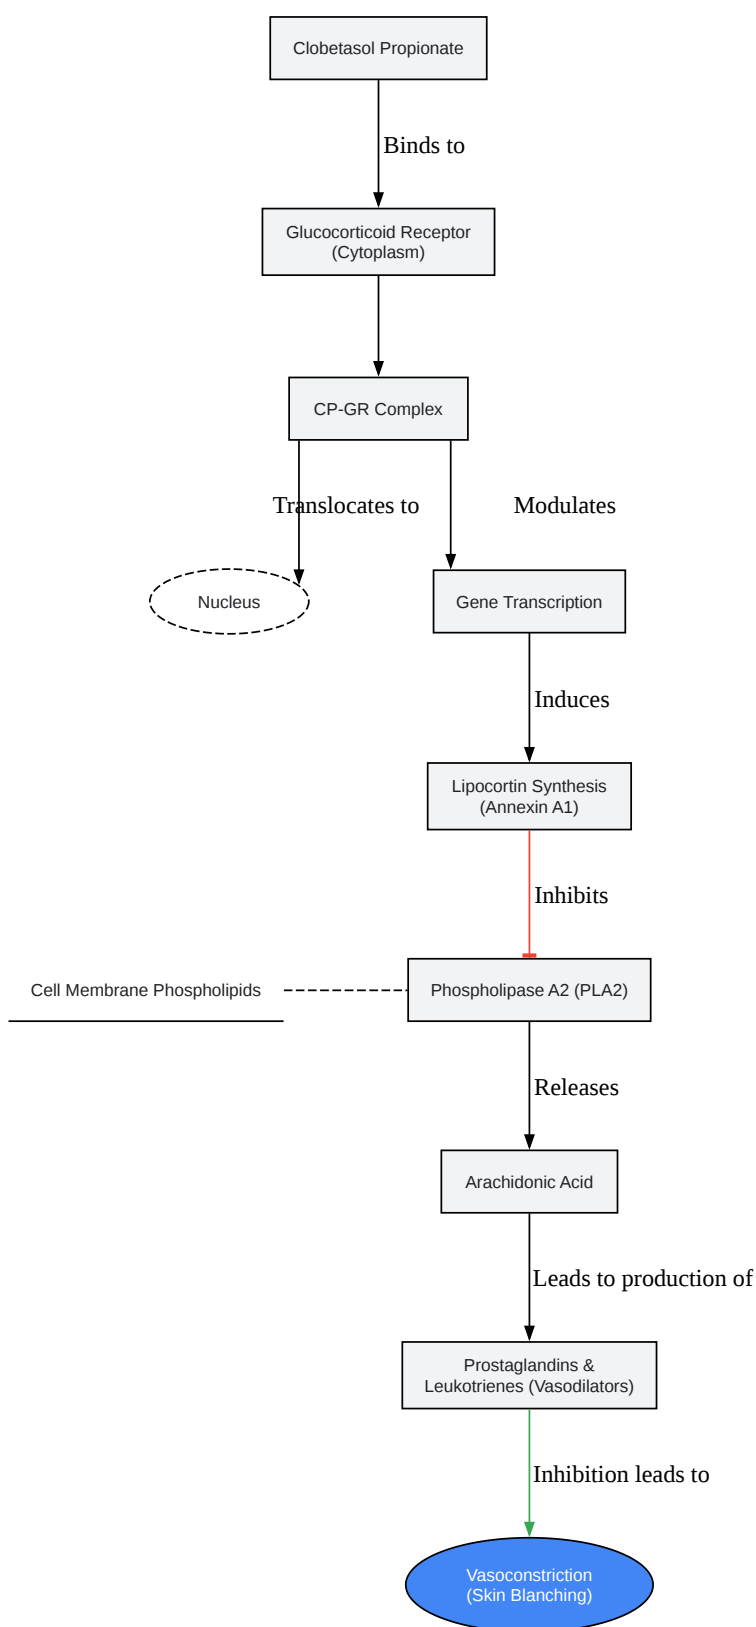 Clobetasol Propionate
Binds to
Glucocorticoid Receptor
(Cytoplasm)
CP-GR Complex
Translocates to
Modulates
Nucleus
Gene Transcription
Induces
Lipocortin Synthesis
(Annexin A1)
Inhibits
Cell Membrane Phospholipids
Phospholipase A2 (PLA2)
Releases
Arachidonic Acid
Leads to production of
Prostaglandins &
Leukotrienes (Vasodilators)
Inhibition leads to
Vasoconstriction
(Skin Blanching)